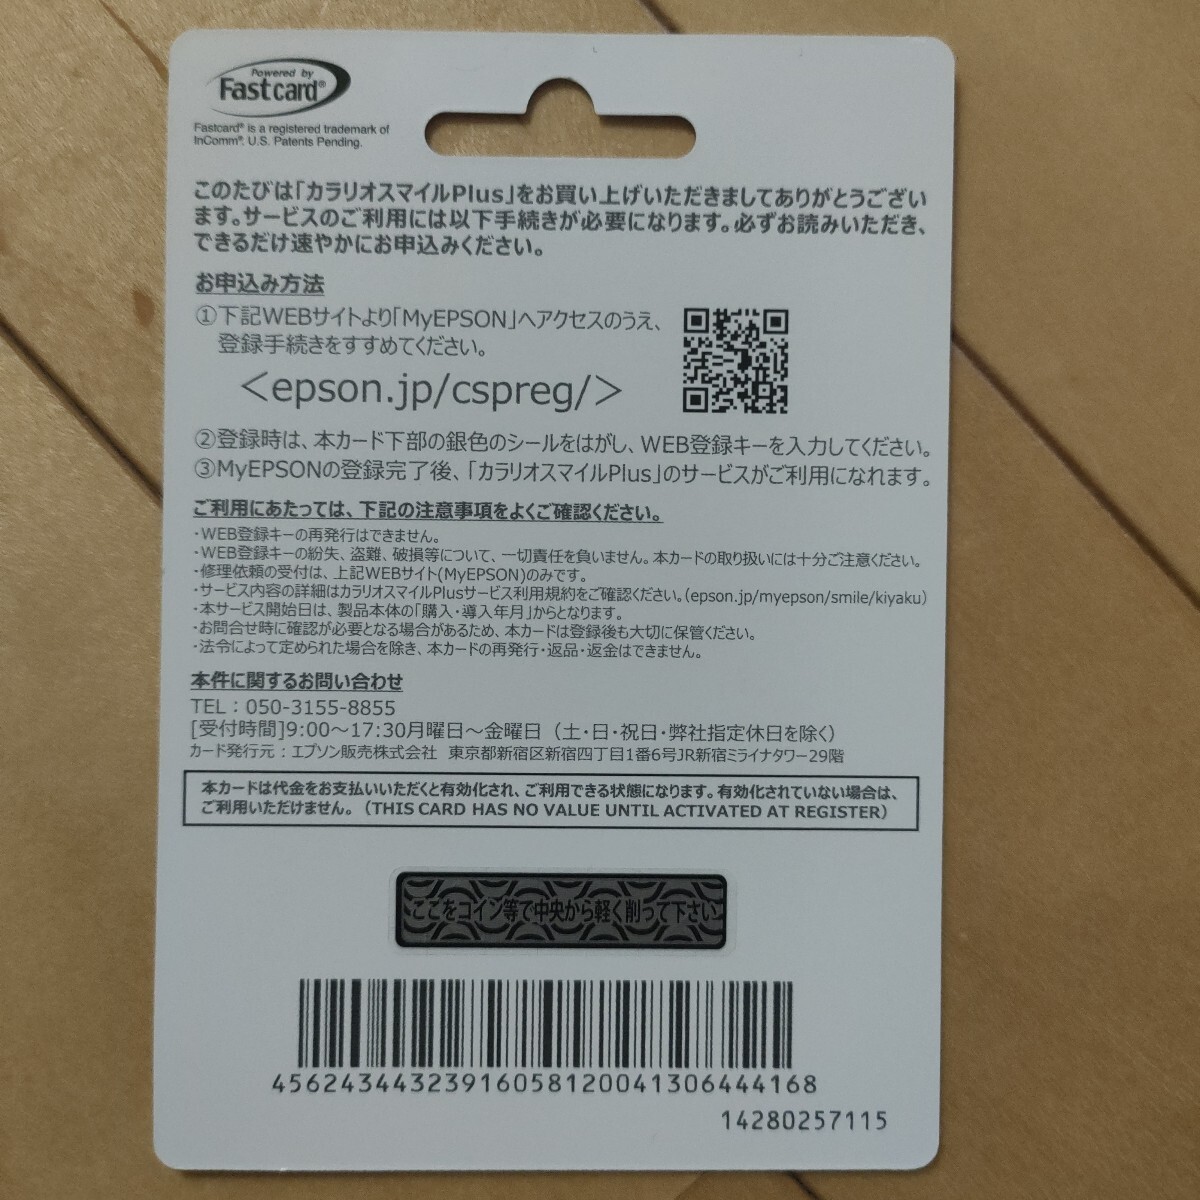 Powered by
Fastcard®
Fastcard® is a registered trademark of
InComm®. U.S. Patents Pending.
このたびは「カラリオスマイルPlus」をお買い上げいただきましてありがとうござい
ます。サービスのご利用には以下手続きが必要になります。必ずお読みいただき、
できるだけ速やかにお申込みください。
お申込み方法
①下記WEBサイトより「MyEPSON」へアクセスのうえ、
登録手続きをすすめてください。
<epson.jp/cspreg/>
②登録時は、本カード下部の銀色のシールをはがし、WEB登録キーを入力してください。
③MyEPSONの登録完了後、「カラリオスマイルPlus」のサービスがご利用になれます。
ご利用にあたっては、下記の注意事項をよくご確認ください。
・WEB登録キーの再発行はできません。
・WEB登録キーの紛失、盗難、破損等について、一切責任を負いません。本カードの取り扱いには十分ご注意ください。
・修理依頼の受付は、上記WEBサイト(MyEPSON)のみです。
・サービス内容の詳細はカラリオスマイルPlusサービス利用規約をご確認ください。(epson.jp/myepson/smile/kiyaku)
・本サービス開始日は、製品本体の「購入・導入年月」からとなります。
・お問合せ時に確認が必要となる場合があるため、本カードは登録後も大切に保管ください。
・法令によって定められた場合を除き、本カードの再発行・返品・返金はできません。
本件に関するお問い合わせ
TEL：050-3155-8855
[受付時間]9:00～17:30月曜日～金曜日（土・日・祝日・弊社指定休日を除く）
カード発行元：エプソン販売株式会社 東京都新宿区新宿四丁目1番6号JR新宿ミライナタワー29階
本カードは代金をお支払いいただくと有効化され、ご利用できる状態になります。有効化されていない場合は、
ご利用いただけません。（THIS CARD HAS NO VALUE UNTIL ACTIVATED AT REGISTER）
ここをコイン等で中央から軽く削って下さい
45624344323916058120041306444168
14280257115